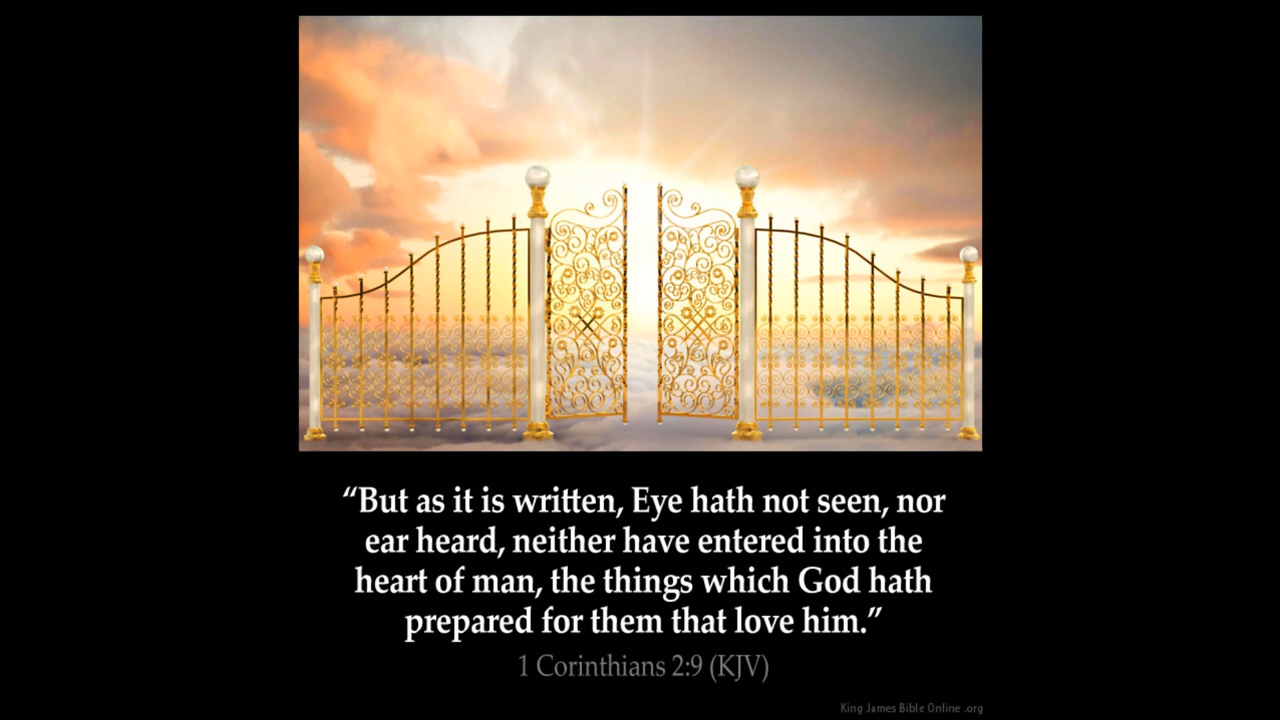 “But as it is written, Eye hath not seen, nor
ear heard, neither have entered into the
heart of man, the things which God hath
prepared for them that love him.”
1 Corinthians 2:9 (KJV)
King James Bible Online .org